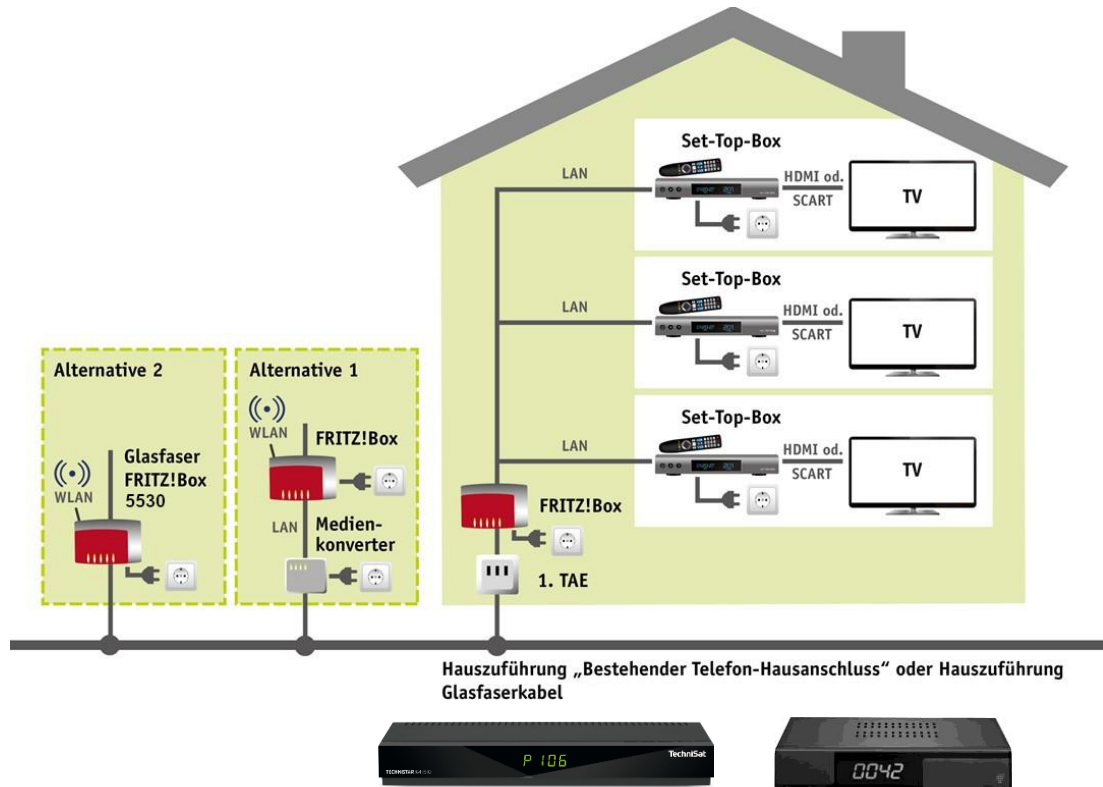 Set-Top-Box
LAN
HDMI od.
SCART
TV
Set-Top-Box
LAN
HDMI od.
SCART
TV
Set-Top-Box
LAN
HDMI od.
SCART
TV
FRITZ!Box
1. TAE
Alternative 2
WLAN
Glasfaser
FRITZ!Box
5530
Alternative 1
WLAN
FRITZ!Box
LAN
Medien-
konverter
Hauszuführung „Bestehender Telefon-Hausanschluss“ oder Hauszuführung
Glasfaserkabel
P 106
TechniSat
0042